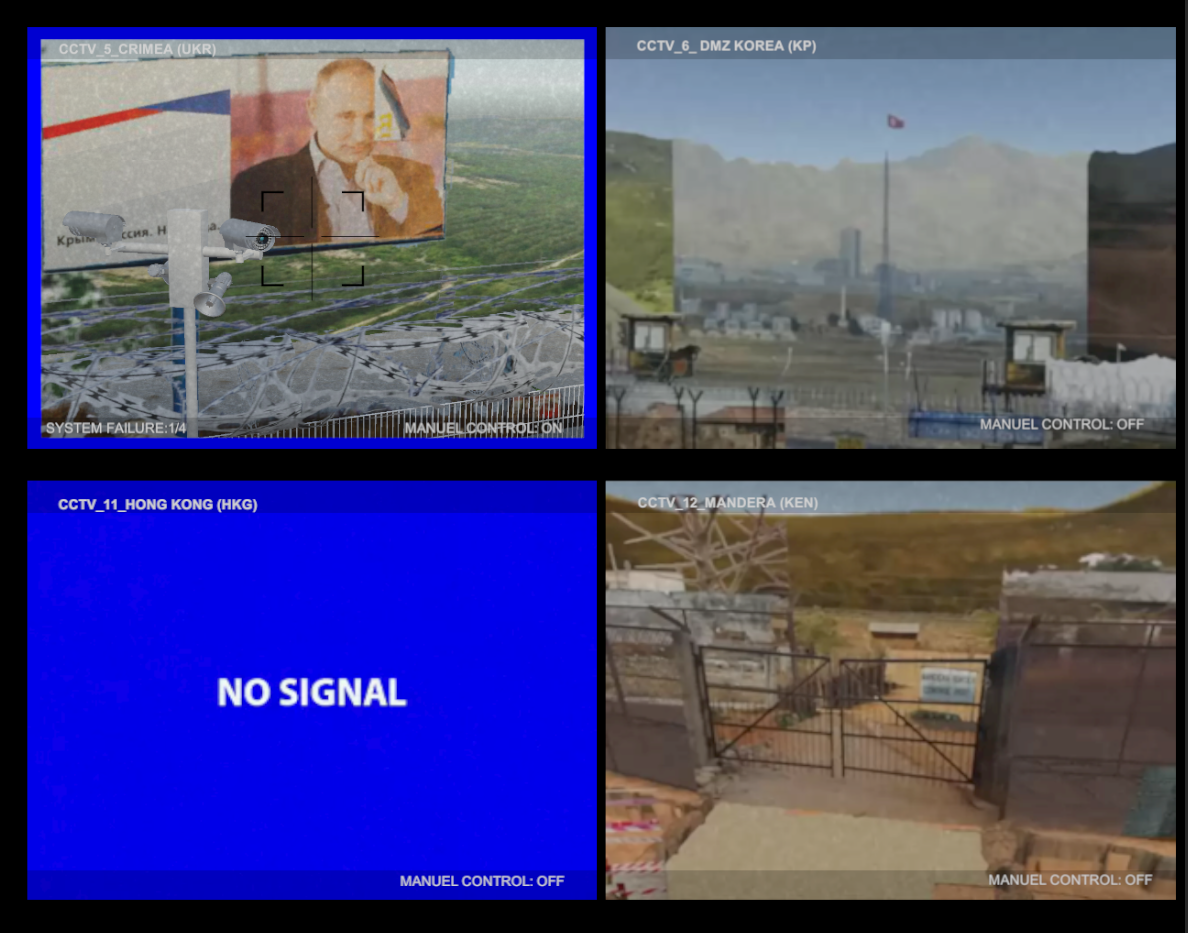 CCTV_5_CRIMEA (UKR)
CCTV_6_ DMZ KOREA (KP)
SYSTEM FAILURE:1/4
MANUEL CONTROL: ON
MANUEL CONTROL: OFF
CCTV_11_HONG KONG (HKG)
CCTV_12_MANDERA (KEN)
NO SIGNAL
MANUEL CONTROL: OFF
MANUEL CONTROL: OFF